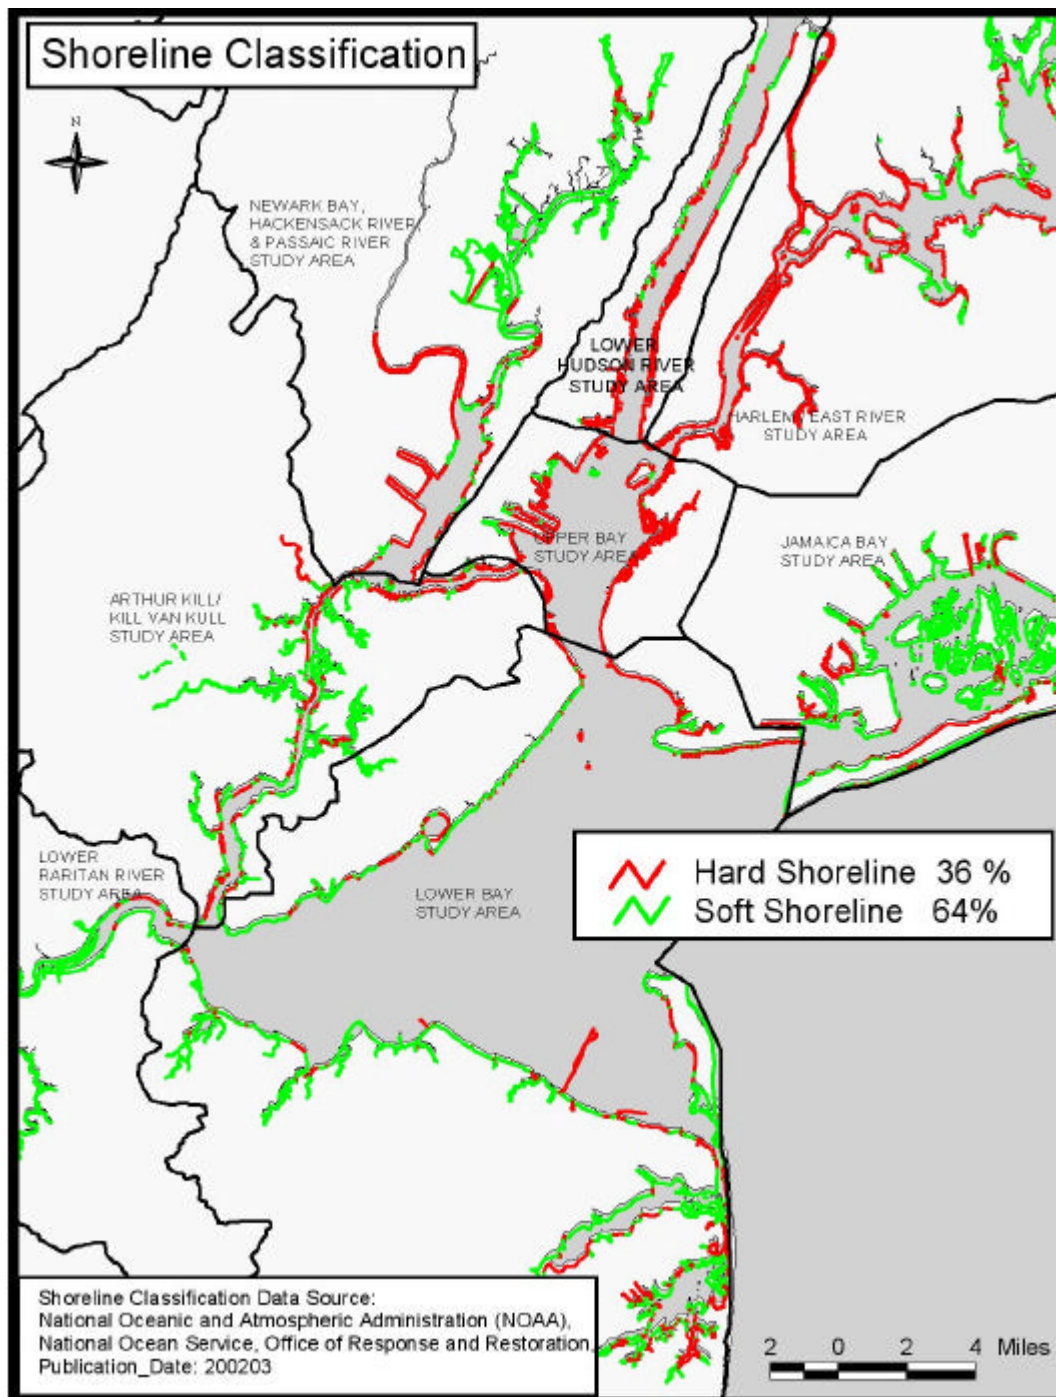 Shoreline Classification
N
NEWARK BAY,
HACKENSACK RIVER,
& PASSAIC RIVER
STUDY AREA
LOWER
HUDSON RIVER
STUDY AREA
HARLEM/ EAST RIVER
STUDY AREA
UPPER BAY
STUDY AREA
JAMAICA BAY
STUDY AREA
ARTHUR KILL/
KILL VAN KULL
STUDY AREA
LOWER
RARITAN RIVER
STUDY AREA
LOWER BAY
STUDY AREA
Hard Shoreline 36 %
Soft Shoreline 64%
Shoreline Classification Data Source:
National Oceanic and Atmospheric Administration (NOAA),
National Ocean Service, Office of Response and Restoration,
Publication_Date: 200203
2 0 2 4 Miles